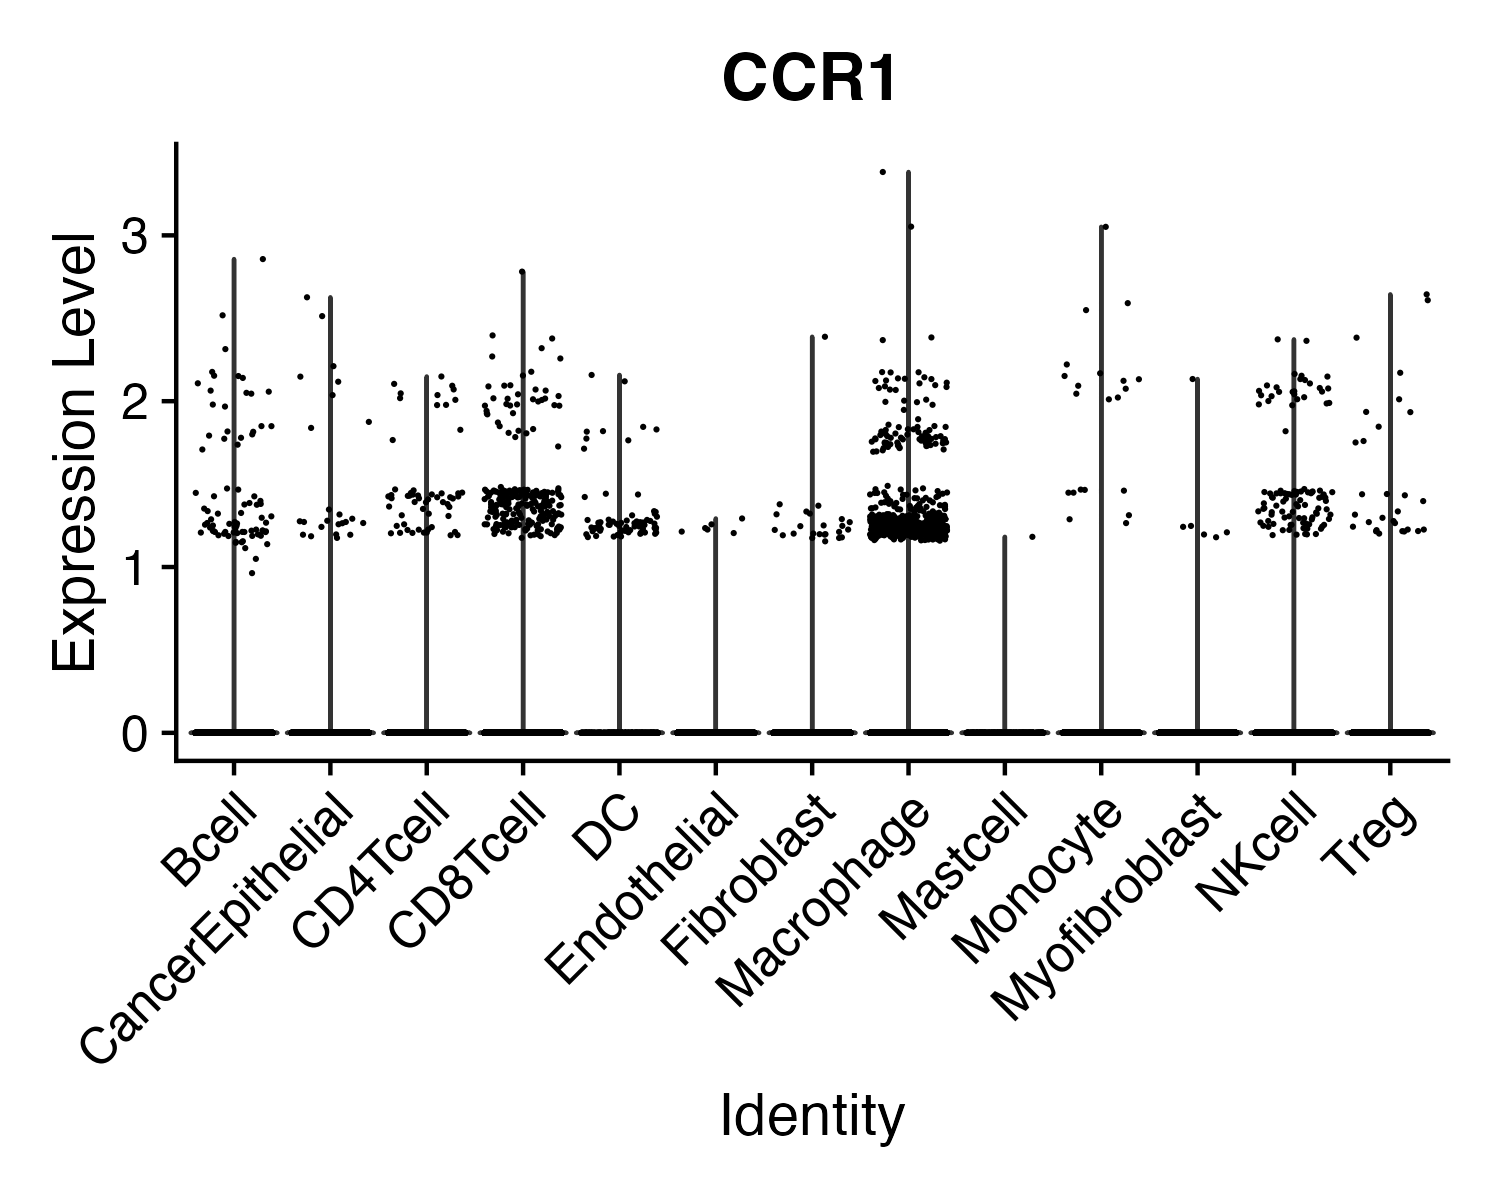 CCR1
Expression Level
3
2
1
0
Bcell
CancerEpithelial
CD4Tcell
CD8Tcell
DC
Endothelial
Fibroblast
Macrophage
Mastcell
Monocyte
Myofibroblast
NKcell
Treg
Identity